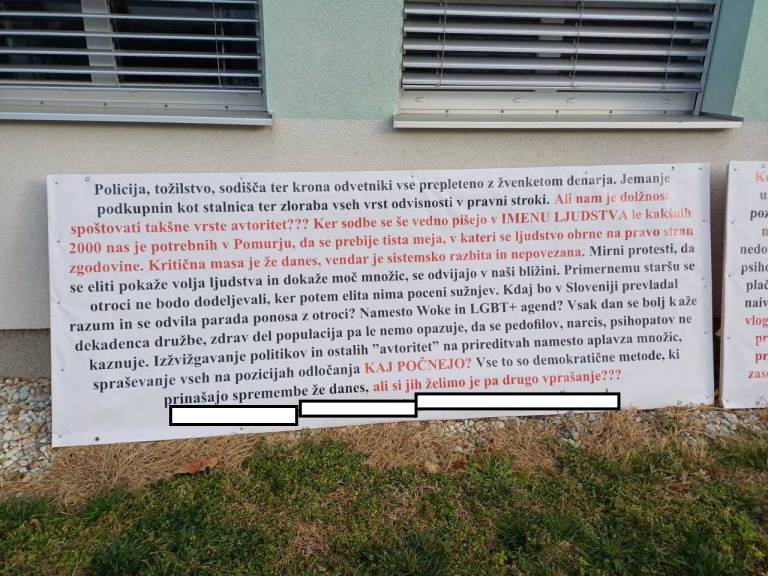 Policija, tožilstvo, sodišča ter krona odvetniki vse prepleteno z žvenketom denarja. Jemanje
podkupnin kot stalnica ter zloraba vseh vrst odvisnosti v pravni stroki. Ali nam je dolžnost
spoštovati takšne vrste avtoritet??? Ker sodbe se še vedno pišejo v IMENU LJUDSTVA le kakšnih
2000 nas je potrebnih v Pomurju, da se prebije tista meja, v kateri se ljudstvo obrne na pravo stran
zgodovine. Kritična masa je že danes, vendar je sistemsko razbita in nepovezana. Mirni protesti, da
se eliti pokaže volja ljudstva in dokaže moč množic, se odvijajo v naši bližini. Primernemu staršu se
otroci ne bodo dodeljevali, ker potem elita nima poceni sužnjev. Kdaj bo v Sloveniji prevladal
razum in se odvila parada ponosa z otroci? Namesto Woke in LGBT+ agend? Vsak dan se bolj kaže
dekadenca družbe, zdrav del populacija pa le nemo opazuje, da se pedofilov, narcis, psihopatov ne
kaznuje. Izžvižgavanje politikov in ostalih ”avtoritet” na prireditvah namesto aplavza množic,
spraševanje vseh na pozicijah odločanja KAJ POČNEJO? Vse to so demokratične metode, ki
prinašajo spremembe že danes, ali si jih želimo je pa drugo vprašanje???